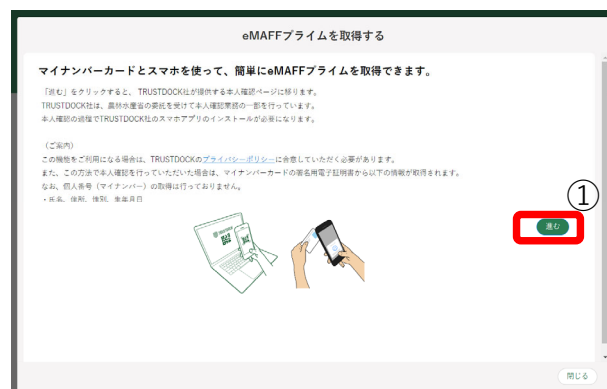 eMAFFプライムを取得する
マイナンバーカードとスマホを使って、簡単にeMAFFプライムを取得できます。
「進む」をクリックすると、TRUSTDOCK社が提供する本人確認ページに移ります。
TRUSTDOCK社は、農林水産省の委託を受けて本人確認業務の一部を行っています。
本人確認の過程でTRUSTDOCK社のスマホアプリのインストールが必要になります。
（ご案内）
この機能をご利用になる場合は、TRUSTDOCKのプライバシーポリシーに合意していただく必要があります。
また、この方法で本人確認を行っていただいた場合は、マイナンバーカードの署名用電子証明書から以下の情報が取得されます。
なお、個人番号（マイナンバー）の取得は行っておりません。
・氏名、住所、性別、生年月日
①
進む
閉じる